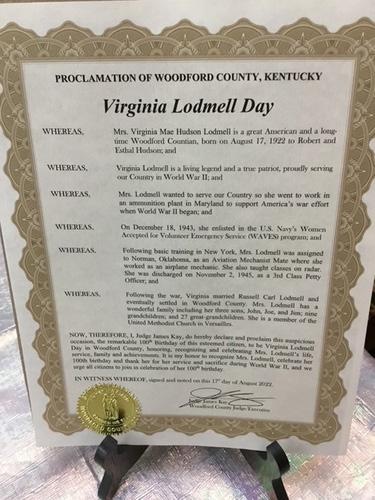 PROCLAMATION OF WOODFORD COUNTY, KENTUCKY
Virginia Lodmell Day
WHEREAS, Mrs. Virginia Mae Hudson Lodmell is a great American and a long-
time Woodford Countian, born on August 17, 1922 to Robert and
Esthal Hudson; and
WHEREAS, Virginia Lodmell is a living legend and a true patriot, proudly serving
our Country in World War II; and
WHEREAS, Mrs. Lodmell wanted to serve our Country so she went to work in
an ammunition plant in Maryland to support America's war effort
when World War II began; and
WHEREAS, On December 18, 1943, she enlisted in the U.S. Navy's Women
Accepted for Volunteer Emergency Service (WAVES) program; and
WHEREAS, Following basic training in New York, Mrs. Lodmell was assigned
to Norman, Oklahoma, as an Aviation Mechanist Mate where she
worked as an airplane mechanic. She also taught classes on radar.
She was discharged on November 2, 1945, as a 3rd Class Petty
Officer; and
WHEREAS, Following the war, Virginia married Russell Carl Lodmell and
eventually settled in Woodford County. Mrs. Lodmell has a
wonderful family including her three sons, John, Joe, and Jim; nine
grandchildren; and 27 great-grandchildren. She is a member of the
United Methodist Church in Versailles.
NOW, THEREFORE, I, Judge James Kay, do hereby declare and proclaim this auspicious
occasion, the remarkable 100th Birthday of this esteemed citizen, to be Virginia Lodmell
Day in Woodford County, honoring, recognizing and celebrating Mrs. Lodmell's life,
service, family and achievements. It is my honor to recognize Mrs. Lodmell, celebrate her
100th birthday and thank her for her service and sacrifice during World War II, and we
urge all citizens to join in celebration of her 100th birthday.
IN WITNESS WHEREOF, signed and noted on this 17th day of August 2022.
Judge James Kay
Woodford County Judge/Executive